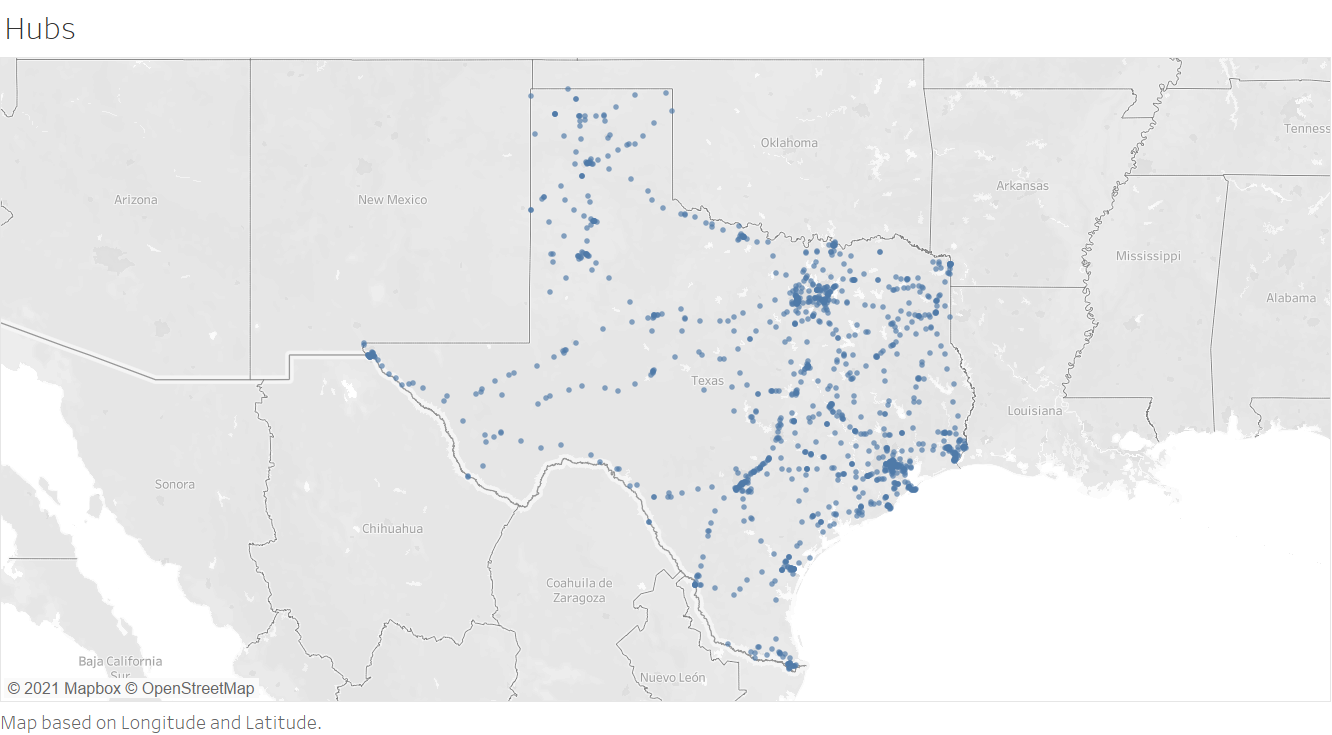 Hubs
Oklahoma
Tenness
Arkansas
Arizona
New Mexico
Mississippi
Alabama
Texas
Louisiana
Sonora
Chihuahua
Coahuila de
Zaragoza
Baja California
Sur
Nuevo León
© 2021 Mapbox © OpenStreetMap
Map based on Longitude and Latitude.